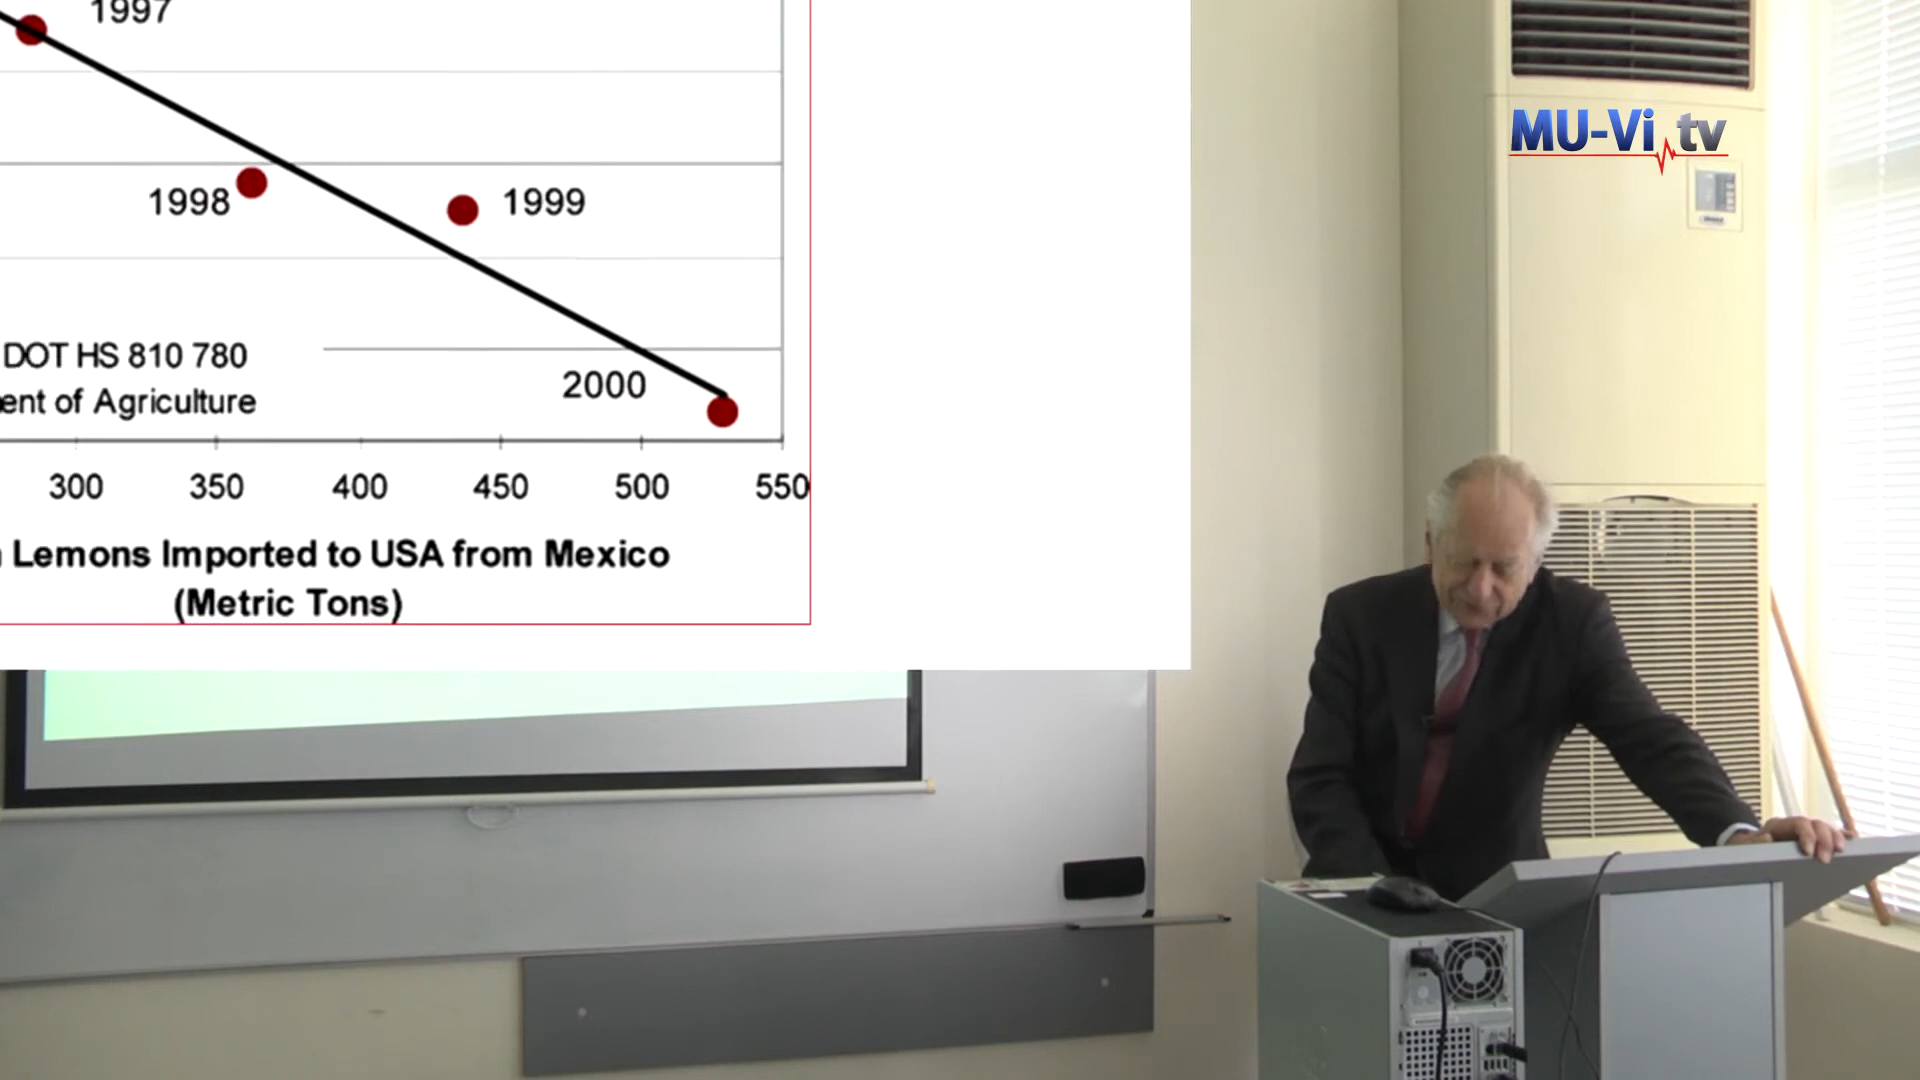 1997
MU-Vi.tv
1998
1999
DOT HS 810 780
2000
ent of Agriculture
300 350 400 450 500 550
Lemons Imported to USA from Mexico
(Metric Tons)